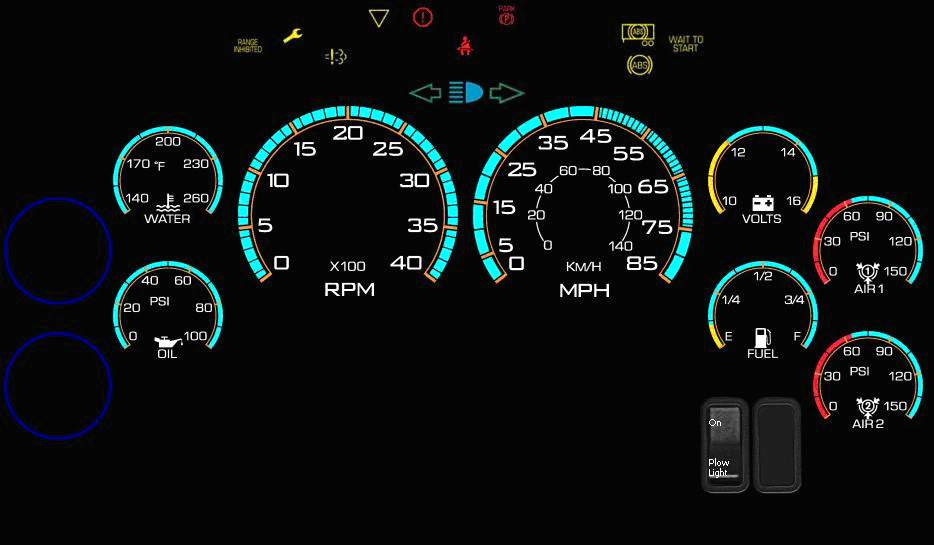 PARK
P
!
RANGE
INHIBITED
ABS
WAIT TO
START
ABS
200
170 °F 230
140 260
WATER
20
15 25
10 30
5 35
0 40
X100
RPM
45
35 55
25 65
15 75
5
0 85
60 80
40 100
20 120
0 140
KM/H
MPH
12 14
10 16
VOLTS
60 90
PSI
30 120
0 150
1
AIR 1
40 60
PSI
20 80
0 100
OIL
1/2
1/4 3/4
E F
FUEL
60 90
PSI
30 120
0 150
2
AIR 2
On
Plow
Light